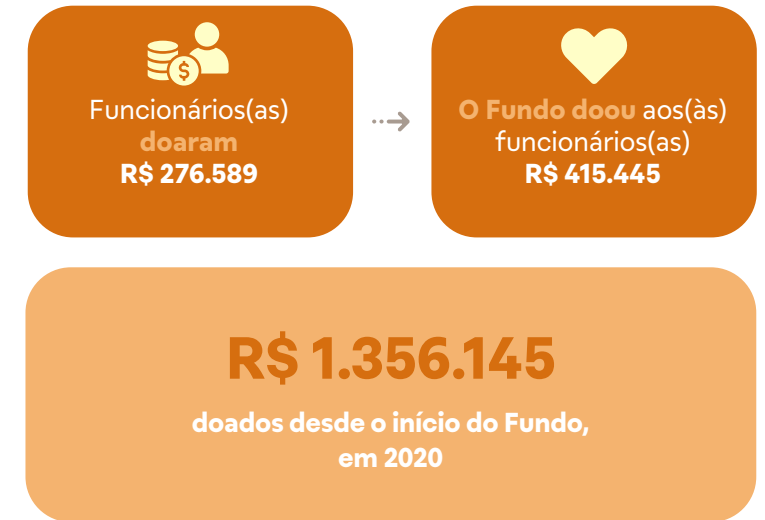 $
Funcionários(as)
doaram
R$ 276.589
O Fundo doou aos(às)
funcionários(as)
R$ 415.445
R$ 1.356.145
doados desde o início do Fundo,
em 2020